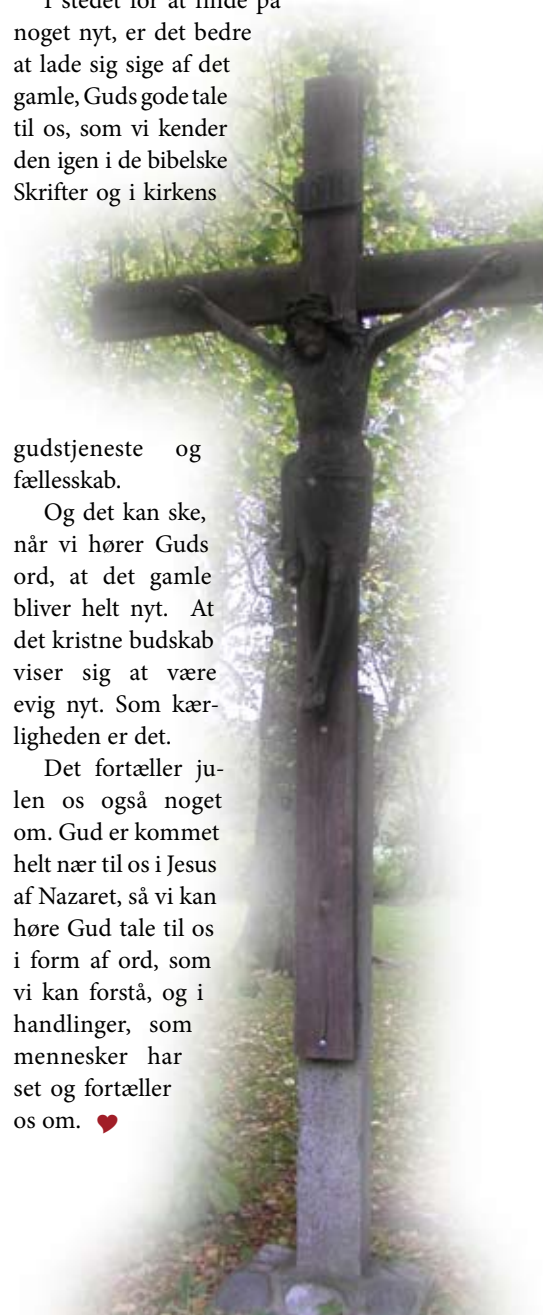 I stedet for at finde på
noget nyt, er det bedre
at lade sig sige af det
gamle, Guds gode tale
til os, som vi kender
den igen i de bibelske
Skrifter og i kirkens
gudstjeneste og
fællesskab.
Og det kan ske,
når vi hører Guds
ord, at det gamle
bliver helt nyt. At
det kristne budskab
viser sig at være
evig nyt. Som kær-
ligheden er det.
Det fortæller ju-
len os også noget
om. Gud er kommet
helt nær til os i Jesus
af Nazaret, så vi kan
høre Gud tale til os
i form af ord, som
vi kan forstå, og i
handlinger, som
mennesker har
set og fortæller
os om.